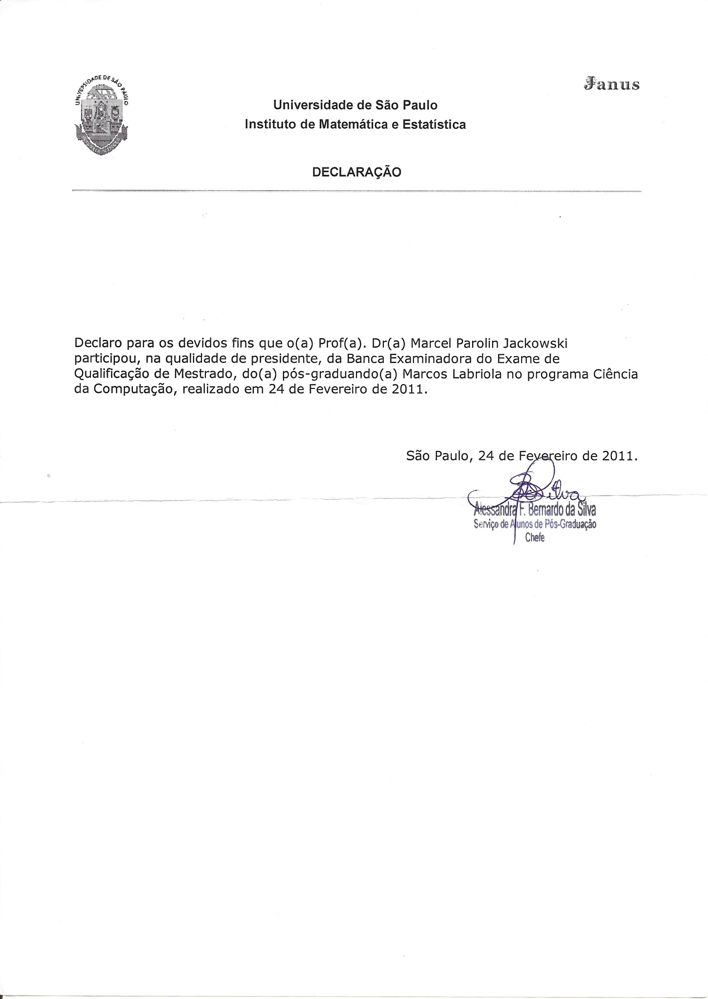 UNIVERSIDADE DE SÃO PAULO
Janus
Universidade de São Paulo
Instituto de Matemática e Estatística
DECLARAÇÃO
Declaro para os devidos fins que o(a) Prof(a). Dr(a) Marcel Parolin Jackowski
participou, na qualidade de presidente, da Banca Examinadora do Exame de
Qualificação de Mestrado, do(a) pós-graduando(a) Marcos Labriola no programa Ciência
da Computação, realizado em 24 de Fevereiro de 2011.
São Paulo, 24 de Fevereiro de 2011.
Silva
Alessandra F. Bernardo da Silva
Serviço de Alunos de Pós-Graduação
Chefe